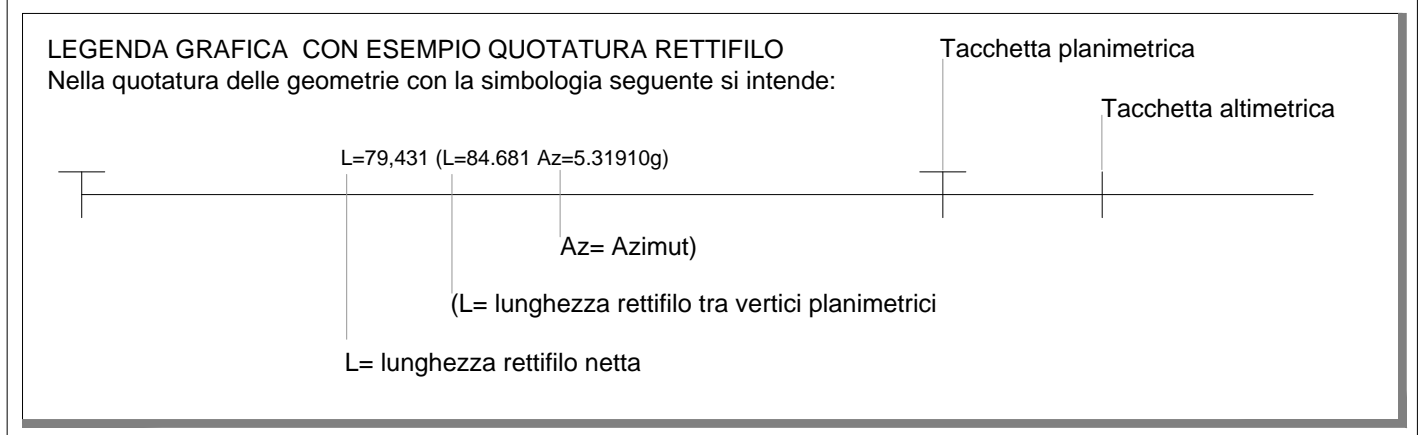 LEGENDA GRAFICA  CON ESEMPIO QUOTATURA RETTIFILO
Nella quotatura delle geometrie con la simbologia seguente si intende:
Tacchetta planimetrica
Tacchetta altimetrica
L=79,431 (L=84.681 Az=5.31910g)
Az= Azimut)
(L= lunghezza rettifilo tra vertici planimetrici
L= lunghezza rettifilo netta